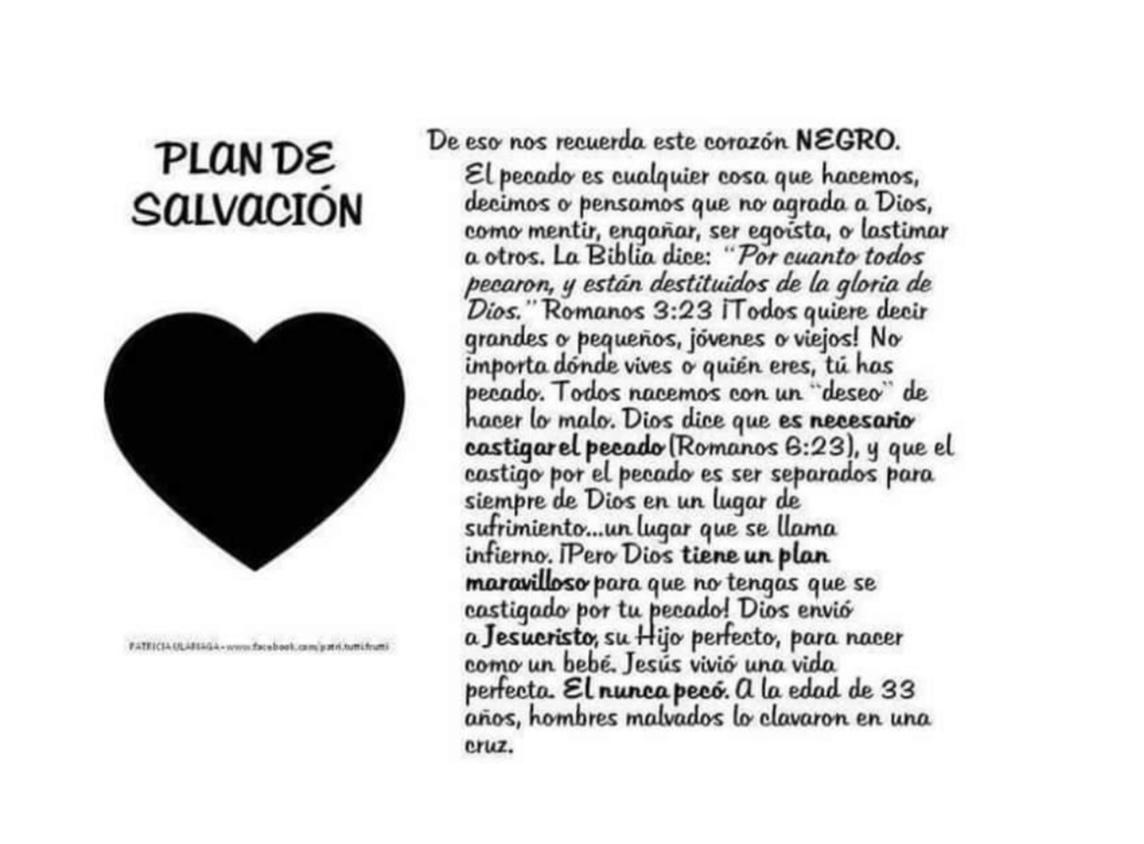 PLAN DE
SALVACIÓN
De eso nos recuerda este corazón NEGRO.
El pecado es cualquier cosa que hacemos,
decimos o pensamos que no agrada a Dios,
como mentir, engañar, ser egoísta, o lastimar
a otros. La Biblia dice: “Por cuanto todos
pecaron, y están destituidos de la gloria de
Dios.” Romanos 3:23 ¡Todos quiere decir
grandes o pequeños, jóvenes o viejos! No
importa dónde vives o quién eres, tú has
pecado. Todos nacemos con un “deseo” de
hacer lo malo. Dios dice que es necesario
castigar el pecado (Romanos 6:23), y que el
castigo por el pecado es ser separados para
siempre de Dios en un lugar de
sufrimiento...un lugar que se llama
infierno. ¡Pero Dios tiene un plan
maravilloso para que no tengas que se
castigado por tu pecado! Dios envió
a Jesucristo, su Hijo perfecto, para nacer
como un bebé. Jesús vivió una vida
perfecta. El nunca pecó. A la edad de 33
años, hombres malvados lo clavaron en una
cruz.
PATRICIA - www.facebook.com/patri.tutti.frutti